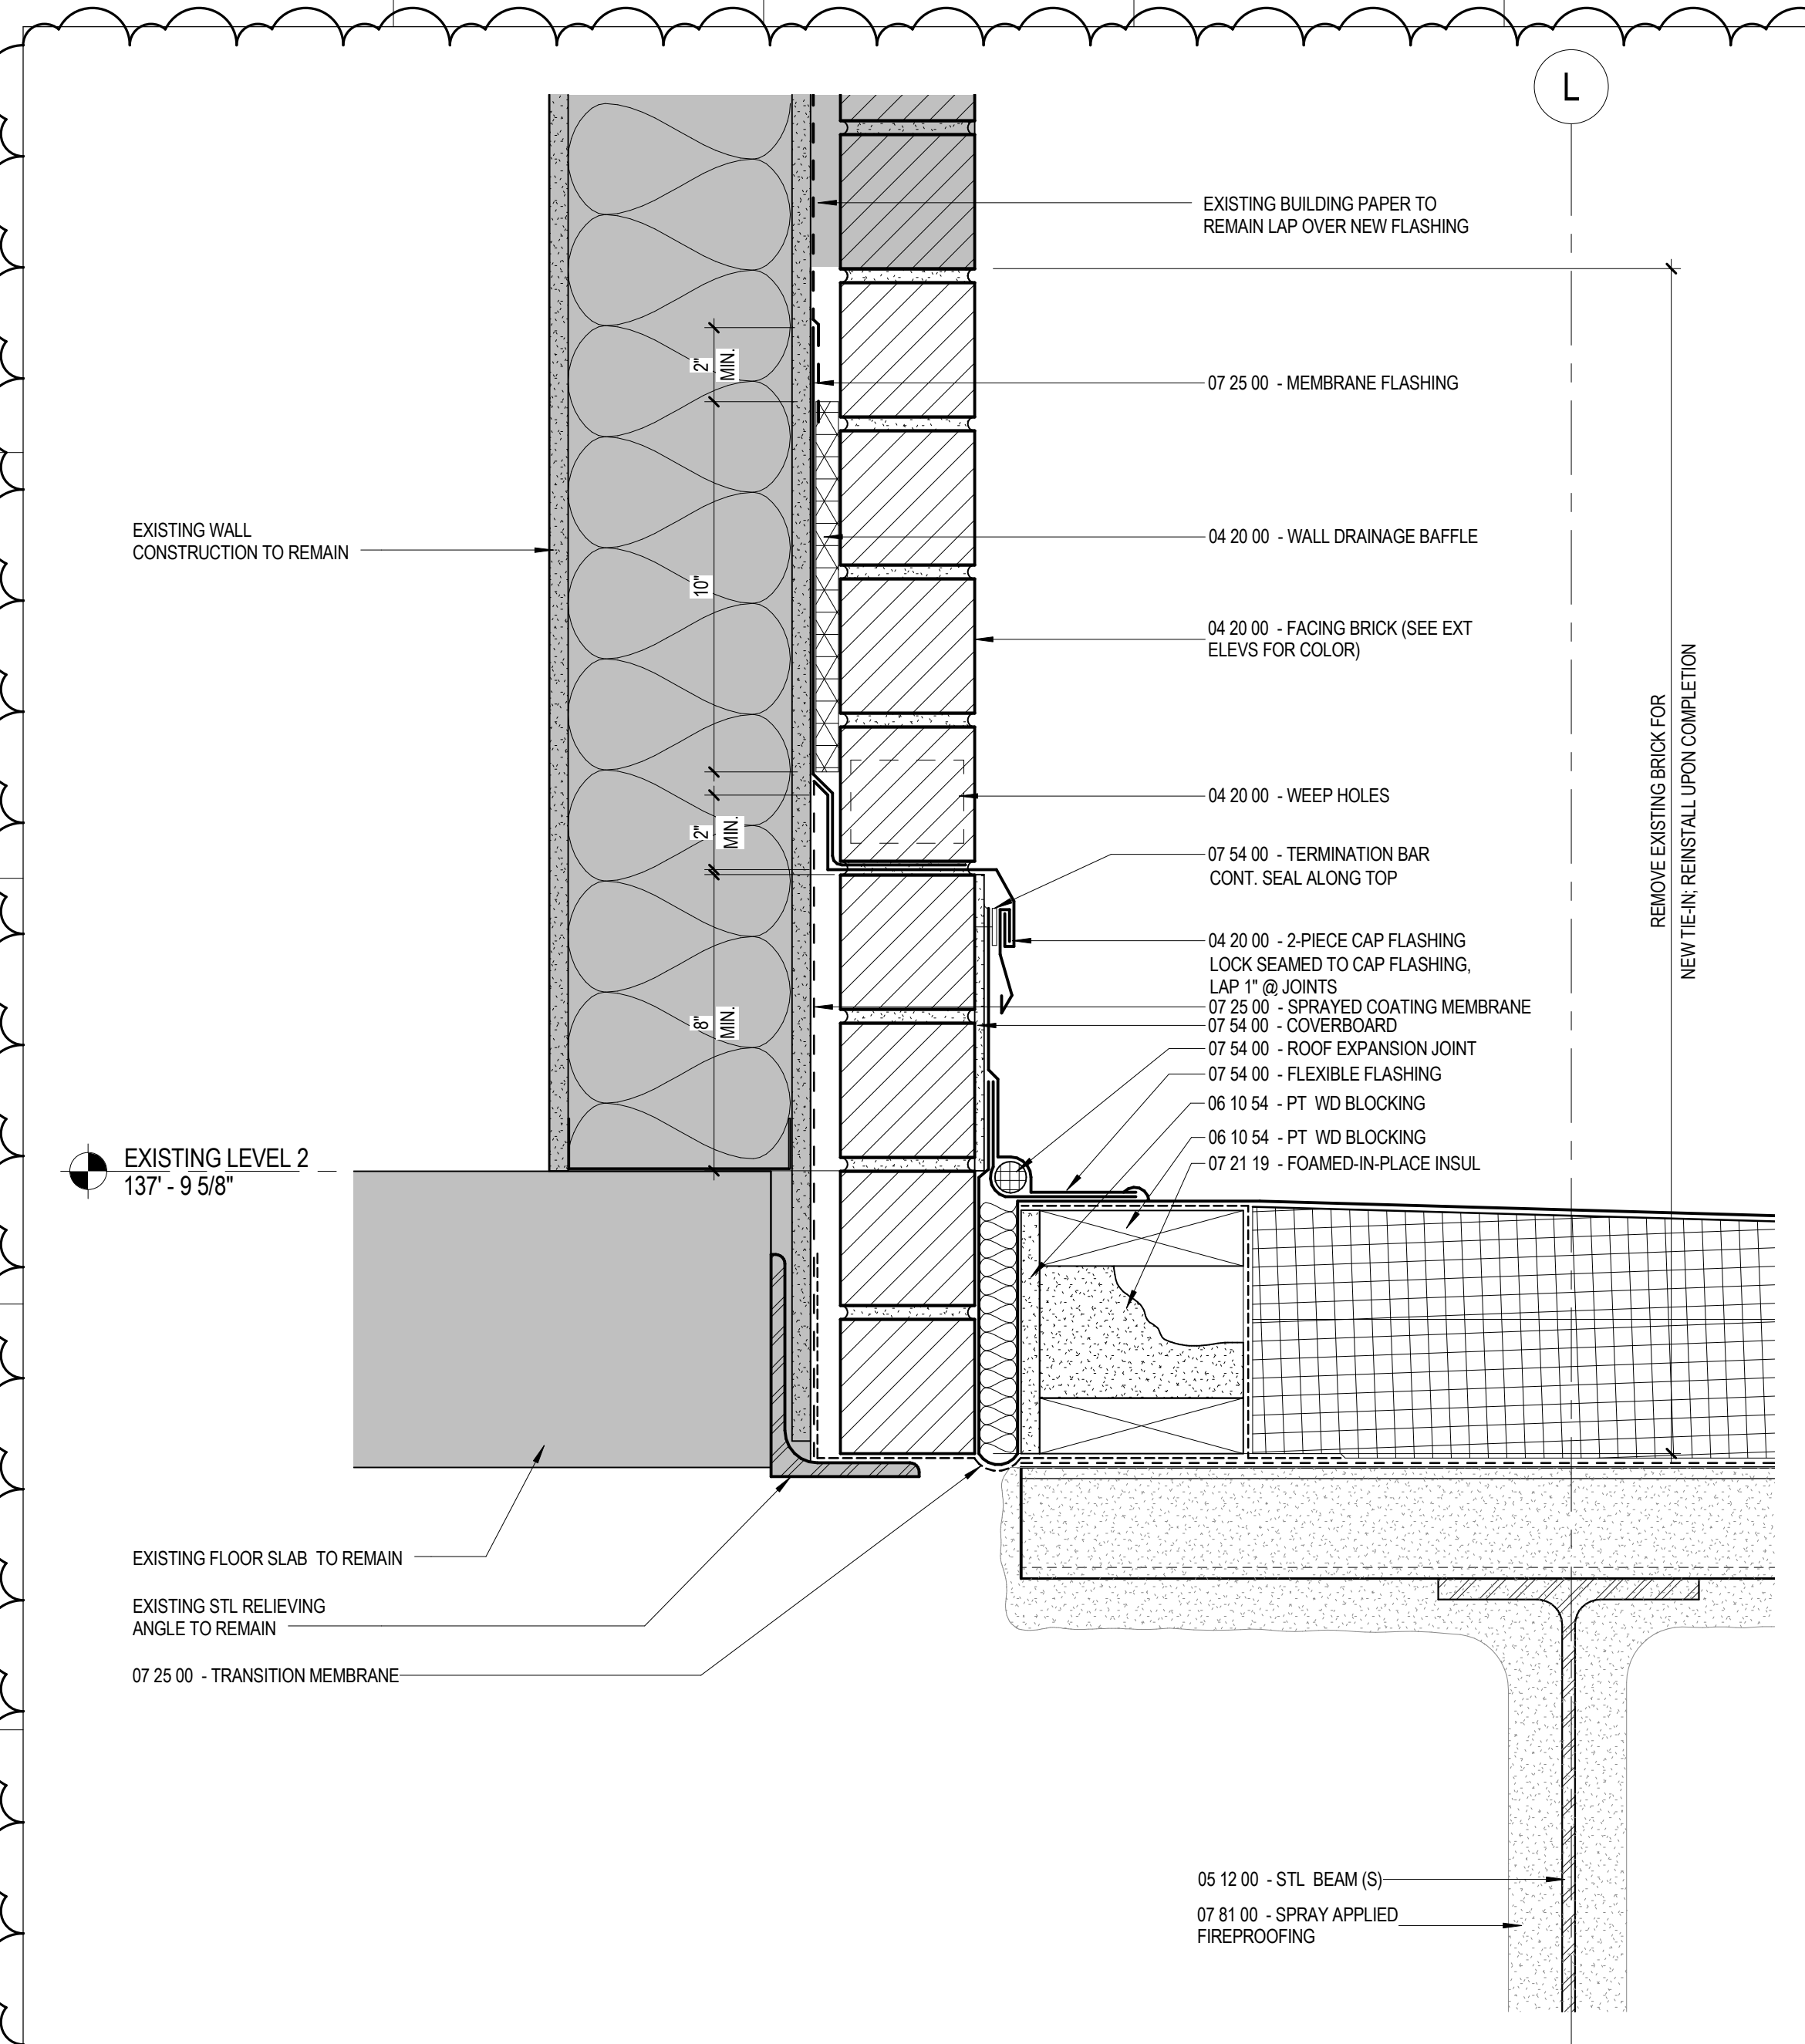 L
EXISTING BUILDING PAPER TO
REMAIN LAP OVER NEW FLASHING
2"
MIN.
07 25 00 - MEMBRANE FLASHING
EXISTING WALL
CONSTRUCTION TO REMAIN
04 20 00 - WALL DRAINAGE BAFFLE
10"
04 20 00 - FACING BRICK (SEE EXT
ELEVS FOR COLOR)
REMOVE EXISTING BRICK FOR
NEW TIE-IN, REINSTALL UPON COMPLETION
04 20 00 - WEEP HOLES
2"
MIN.
07 54 00 - TERMINATION BAR
CONT. SEAL ALONG TOP
04 20 00 - 2-PIECE CAP FLASHING
LOCK SEAMED TO CAP FLASHING,
LAP 1" @ JOINTS
8"
MIN.
07 25 00 - SPRAYED COATING MEMBRANE
07 54 00 - COVERBOARD
07 54 00 - ROOF EXPANSION JOINT
07 54 00 - FLEXIBLE FLASHING
06 10 54 - PT WD BLOCKING
06 10 54 - PT WD BLOCKING
07 21 19 - FOAMED-IN-PLACE INSUL
EXISTING LEVEL 2
137' - 9 5/8"
EXISTING FLOOR SLAB TO REMAIN
EXISTING STL RELIEVING
ANGLE TO REMAIN
07 25 00 - TRANSITION MEMBRANE
05 12 00 - STL BEAM (S)
07 81 00 - SPRAY APPLIED
FIREPROOFING